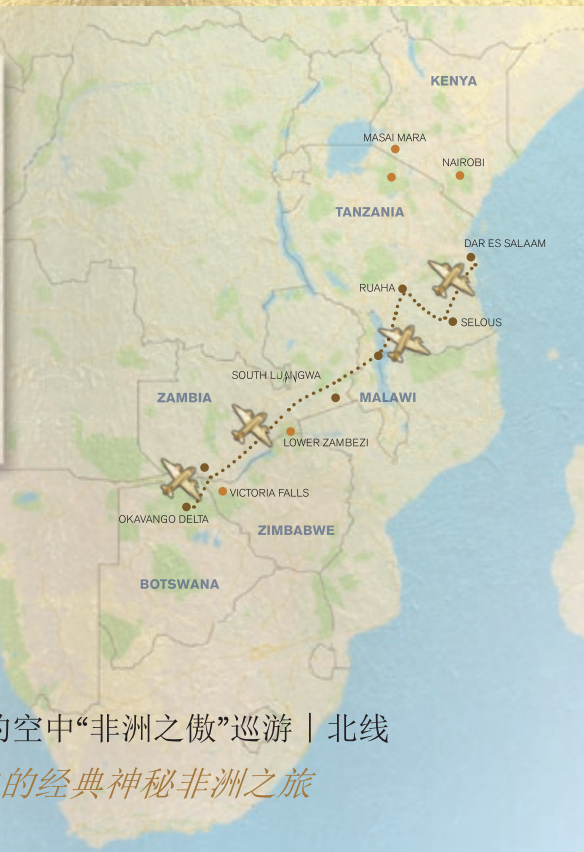 KENYA
MASAI MARA
NAIROBI
TANZANIA
DAR ES SALAAM
RUAHA
SELOUS
SOUTH LUANGWA
ZAMBIA
MALAWI
LOWER ZAMBEZI
VICTORIA FALLS
OKAVANGO DELTA
ZIMBABWE
BOTSWANA
的空中“非洲之傲”巡游｜北线
的经典神秘非洲之旅